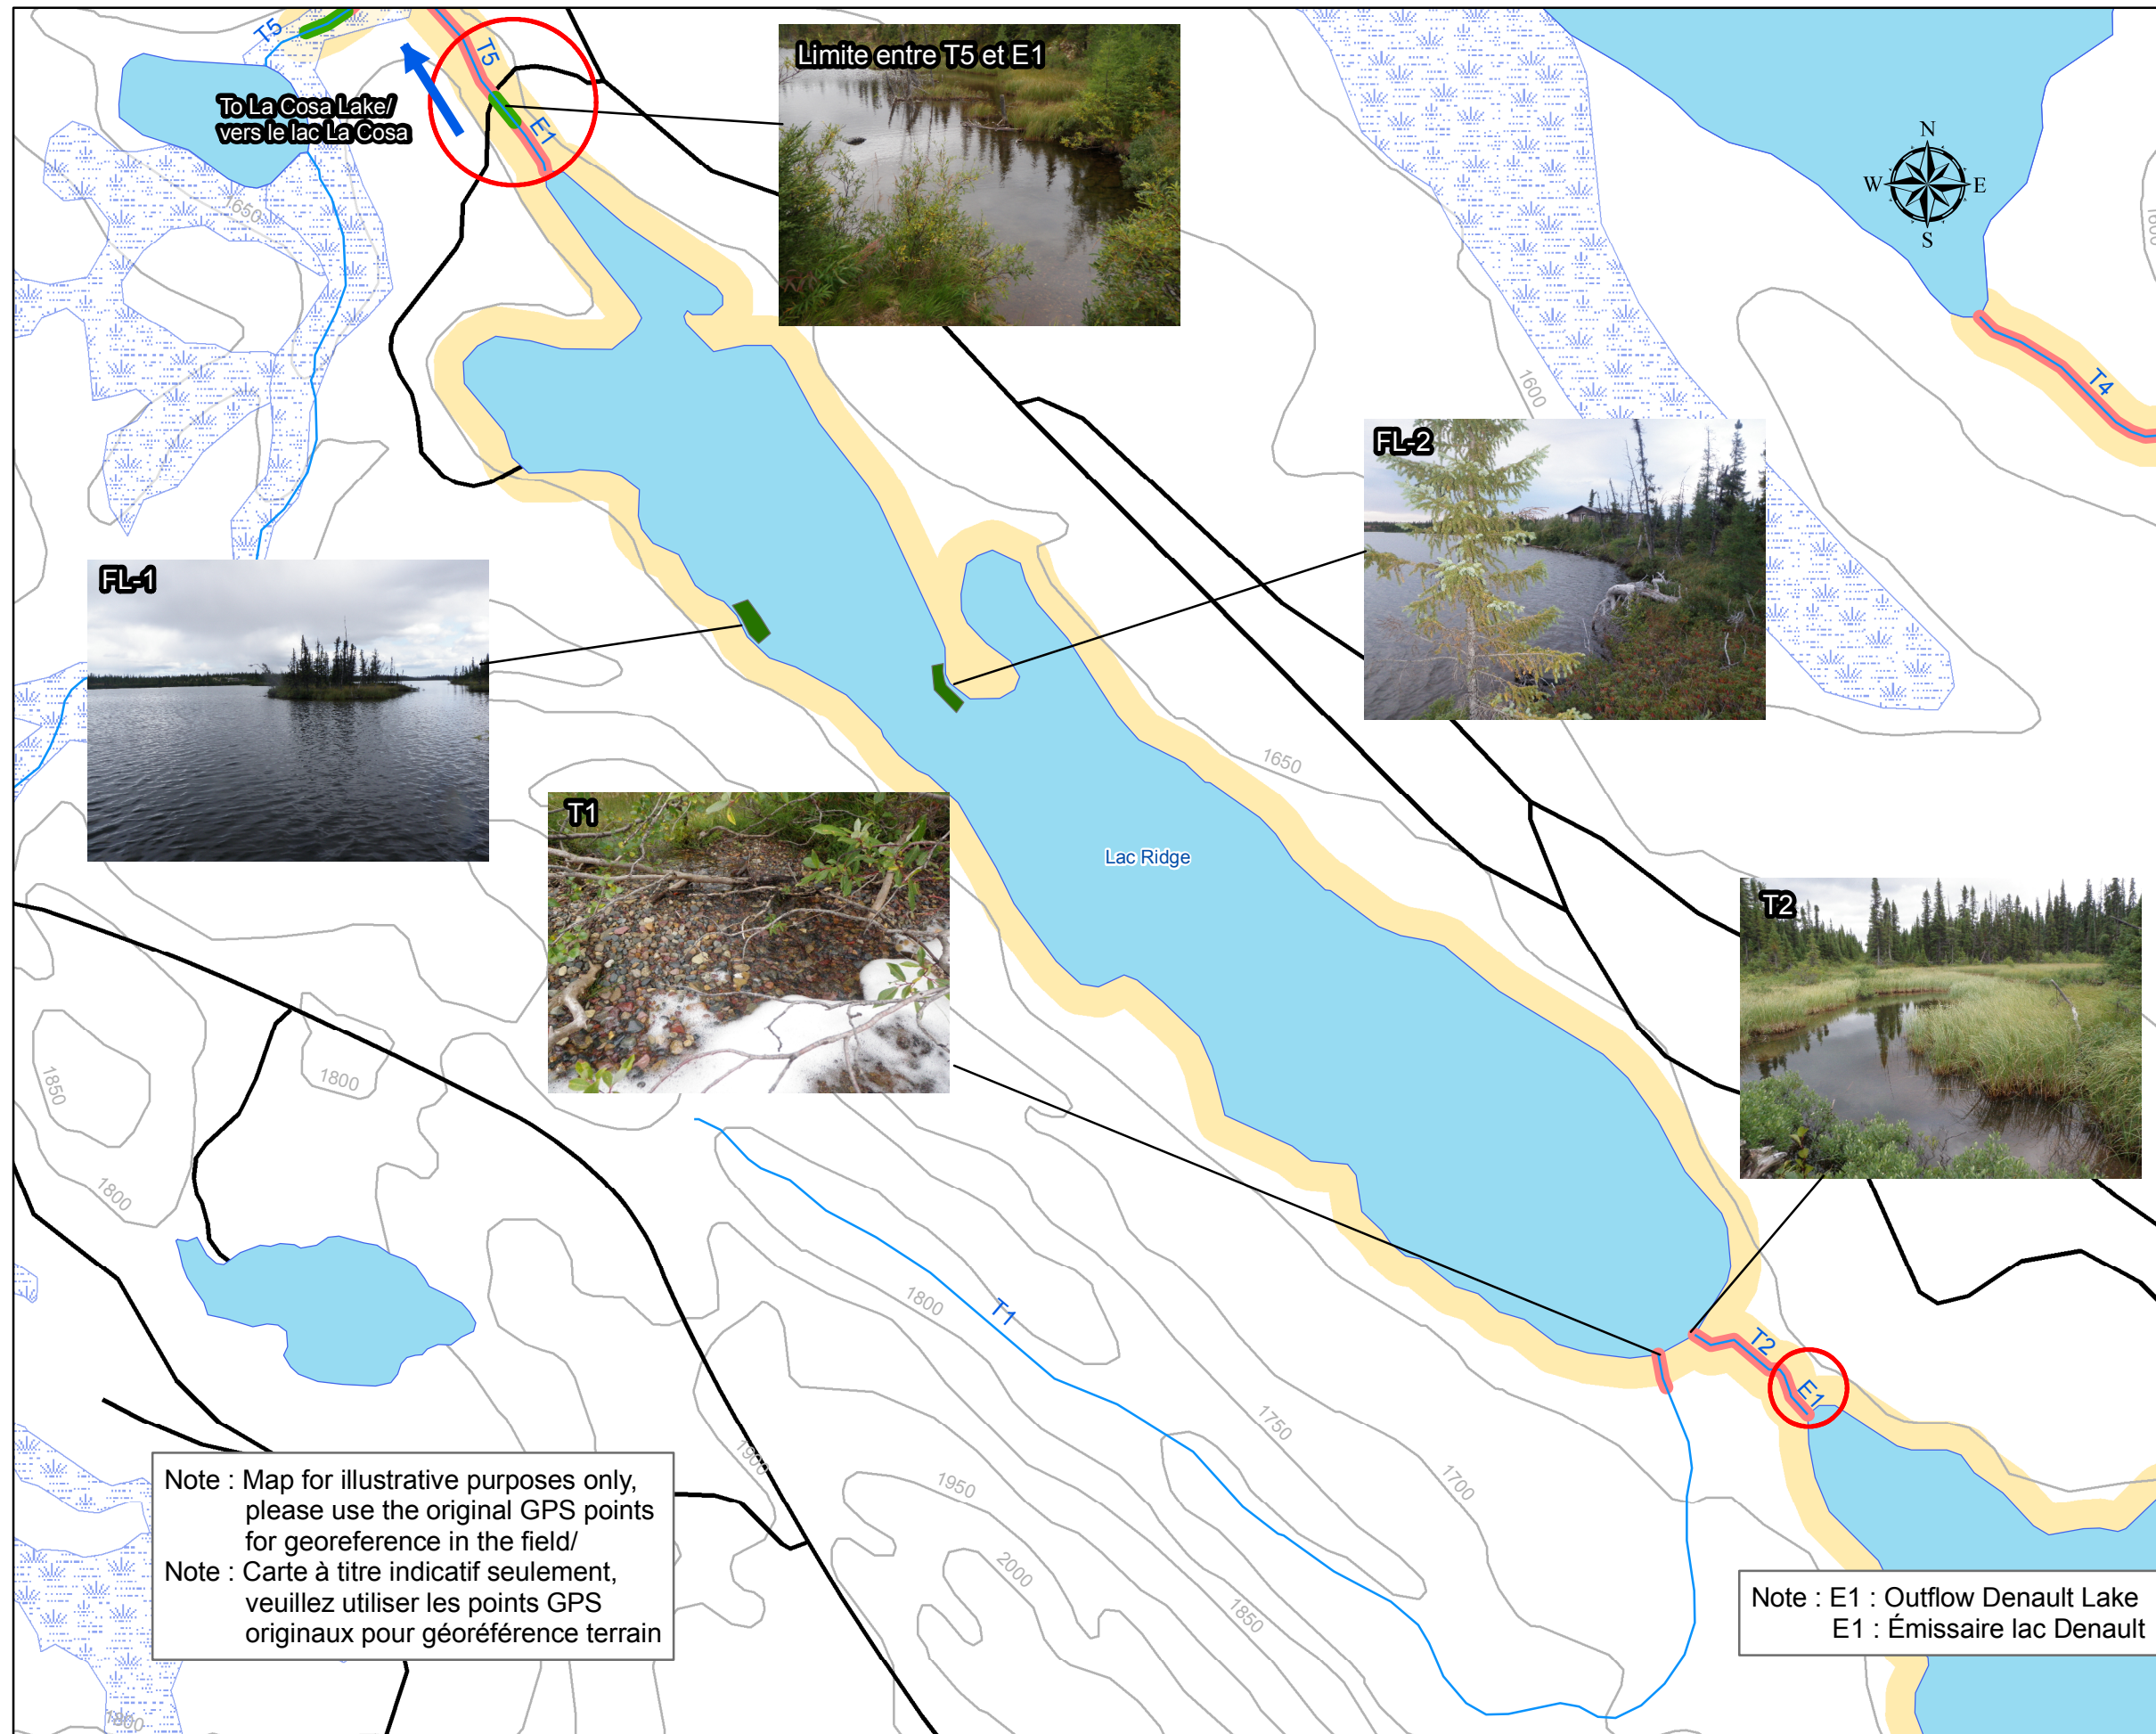 T5
T5
Limite entre T5 et E1
To La Cosa Lake/
vers le lac La Cosa
E1
N
W
E
S
1650
1600
1600
T4
FL-2
FL-1
1650
T1
Lac Ridge
T2
1850
1800
1800
1800
T1
T2
E1
1750
1700
1900
1950
2000
1850
1800
Note : Map for illustrative purposes only,
please use the original GPS points
for georeference in the field/
Note : Carte à titre indicatif seulement,
veuillez utiliser les points GPS
originaux pour géoréférence terrain
Note : E1 : Outflow Denault Lake
E1 : Émissaire lac Denault